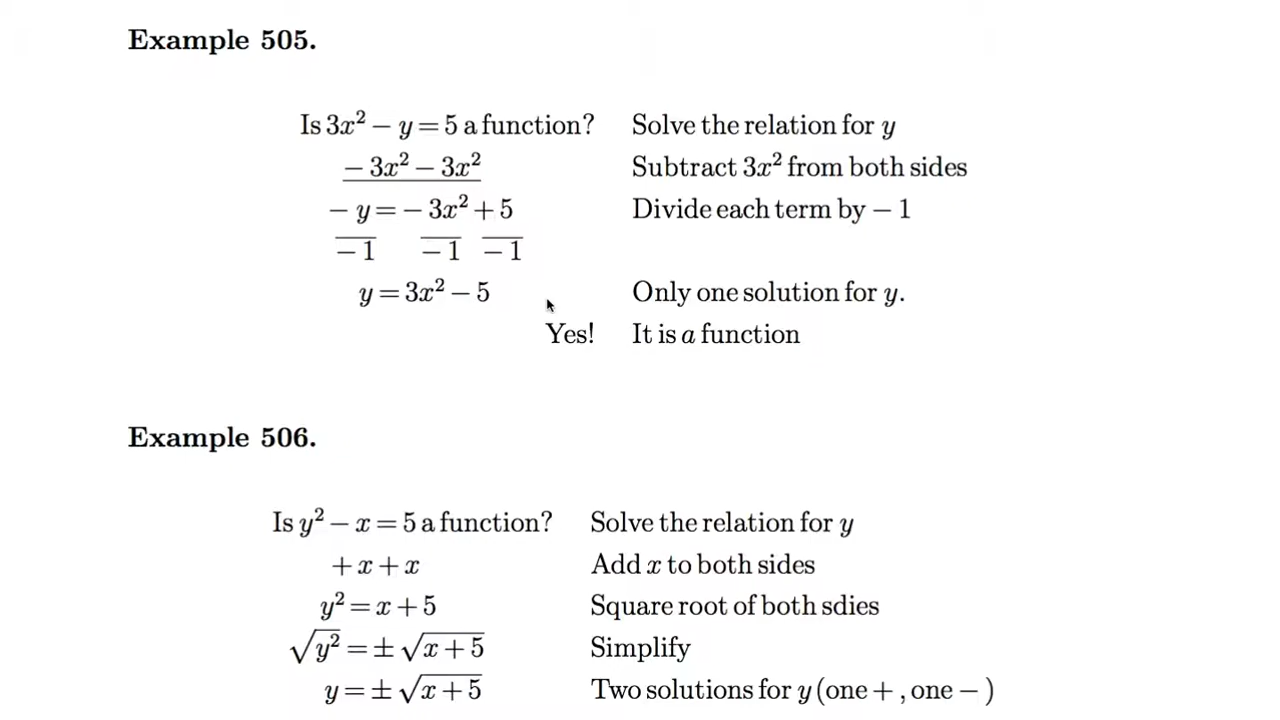 Example 505.
Is 3x² − y = 5 a function? Solve the relation for y
− 3x² − 3x² Subtract 3x² from both sides
− y = − 3x² + 5 Divide each term by − 1
− 1 − 1 − 1
y = 3x² − 5 Only one solution for y.
Yes! It is a function
Example 506.
Is y² − x = 5 a function? Solve the relation for y
+ x + x Add x to both sides
y² = x + 5 Square root of both sdies
√y² = ± √x + 5 Simplify
y = ± √x + 5 Two solutions for y (one + , one − )